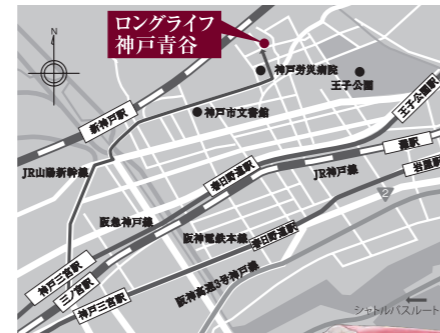 ロングライフ
神戸青谷
N
神戸労災病院
王子公園
新神戸駅
神戸市文書館
王子公園駅
JR山陽新幹線
春日野道駅
灘駅
JR神戸線
岩屋駅
2
阪急神戸線
阪神電鉄本線
春日野道駅
神戸三宮駅
三ノ宮駅
神戸三宮駅
阪神高速3号神戸線
シャトルバスルート